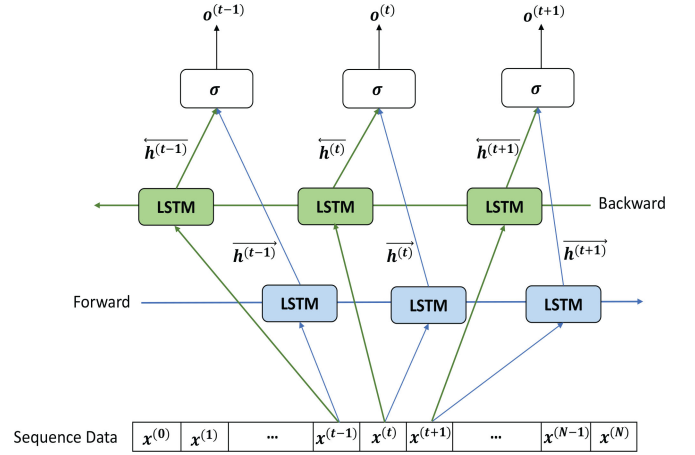 o^(t−1) o^(t) o^(t+1)
σ σ σ
←h^(t−1) ←h^(t) ←h^(t+1)
LSTM LSTM LSTM Backward
→h^(t−1) →h^(t) →h^(t+1)
Forward LSTM LSTM LSTM
Sequence Data x^(0) x^(1) ... x^(t−1) x^(t) x^(t+1) ... x^(N−1) x^(N)